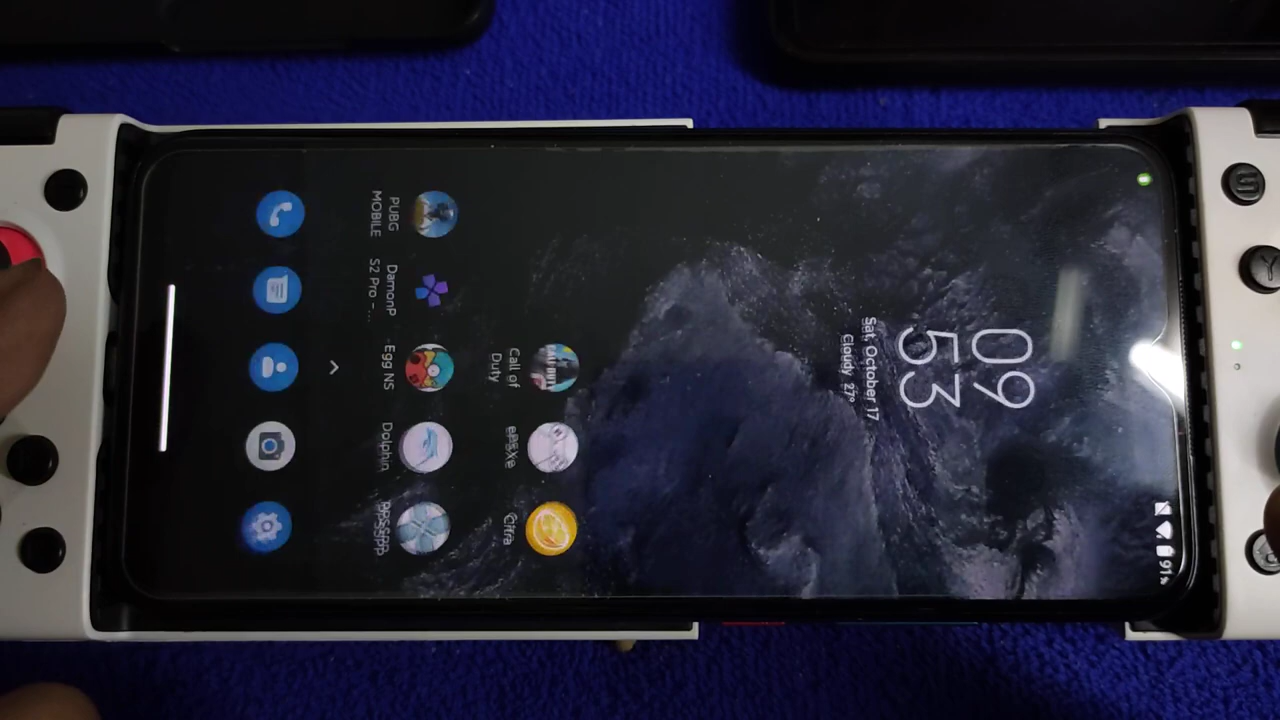 91%
09
53
Sat, October 17
Cloudy 27°
Call of
Duty
ePSXe
Citra
PUBG
MOBILE
DamonP
S2 Pro - ...
Egg NS
Dolphin
PPSSPP
S
Y